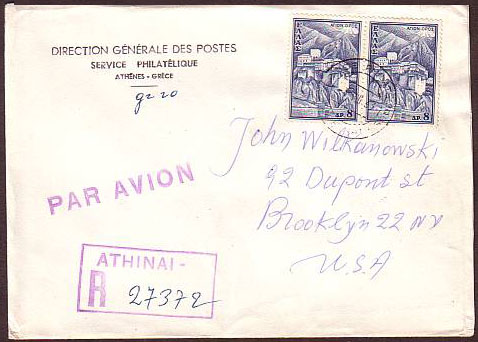 DIRECTION GÉNÉRALE DES POSTES
SERVICE PHILATÉLIQUE
ATHÈNES - GRÈCE
ΕΛΛΑΣ
ΑΓΙΟΝ ΟΡΟΣ
ΔΡ. 8
ΕΛΛΑΣ
ΑΓΙΟΝ ΟΡΟΣ
ΔΡ. 8
John Wilkanowski
92 Dupont st
Brooklyn 22 NY
U.S.A
PAR AVION
ATHINAI -
R 27372